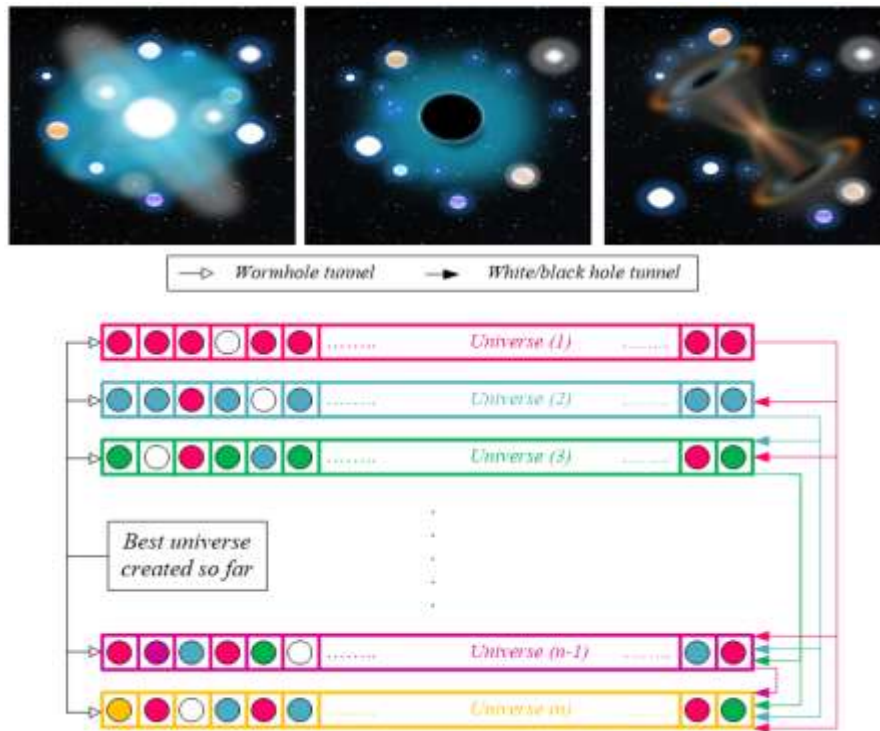 Wormhole tunnel White/black hole tunnel
........ Universe (1) ........
........ Universe (2) ........
........ Universe (3) ........
Best universe
created so far
........ Universe (n-1) ........
........ Universe (n) ........